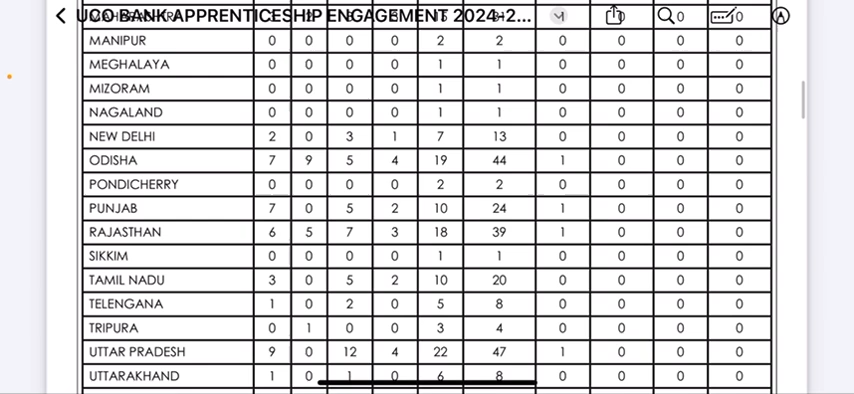 UCO BANK APPRENTICESHIP ENGAGEMENT 2024-2...
MANIPUR 0 0 0 0 2 2 0 0 0 0
MEGHALAYA 0 0 0 0 1 1 0 0 0 0
MIZORAM 0 0 0 0 1 1 0 0 0 0
NAGALAND 0 0 0 0 1 1 0 0 0 0
NEW DELHI 2 0 3 1 7 13 0 0 0 0
ODISHA 7 9 5 4 19 44 1 0 0 0
PONDICHERRY 0 0 0 0 2 2 0 0 0 0
PUNJAB 7 0 5 2 10 24 1 0 0 0
RAJASTHAN 6 5 7 3 18 39 1 0 0 0
SIKKIM 0 0 0 0 1 1 0 0 0 0
TAMIL NADU 3 0 5 2 10 20 0 0 0 0
TELENGANA 1 0 2 0 5 8 0 0 0 0
TRIPURA 0 1 0 0 3 4 0 0 0 0
UTTAR PRADESH 9 0 12 4 22 47 1 0 0 0
UTTARAKHAND 1 0 1 0 6 8 0 0 0 0